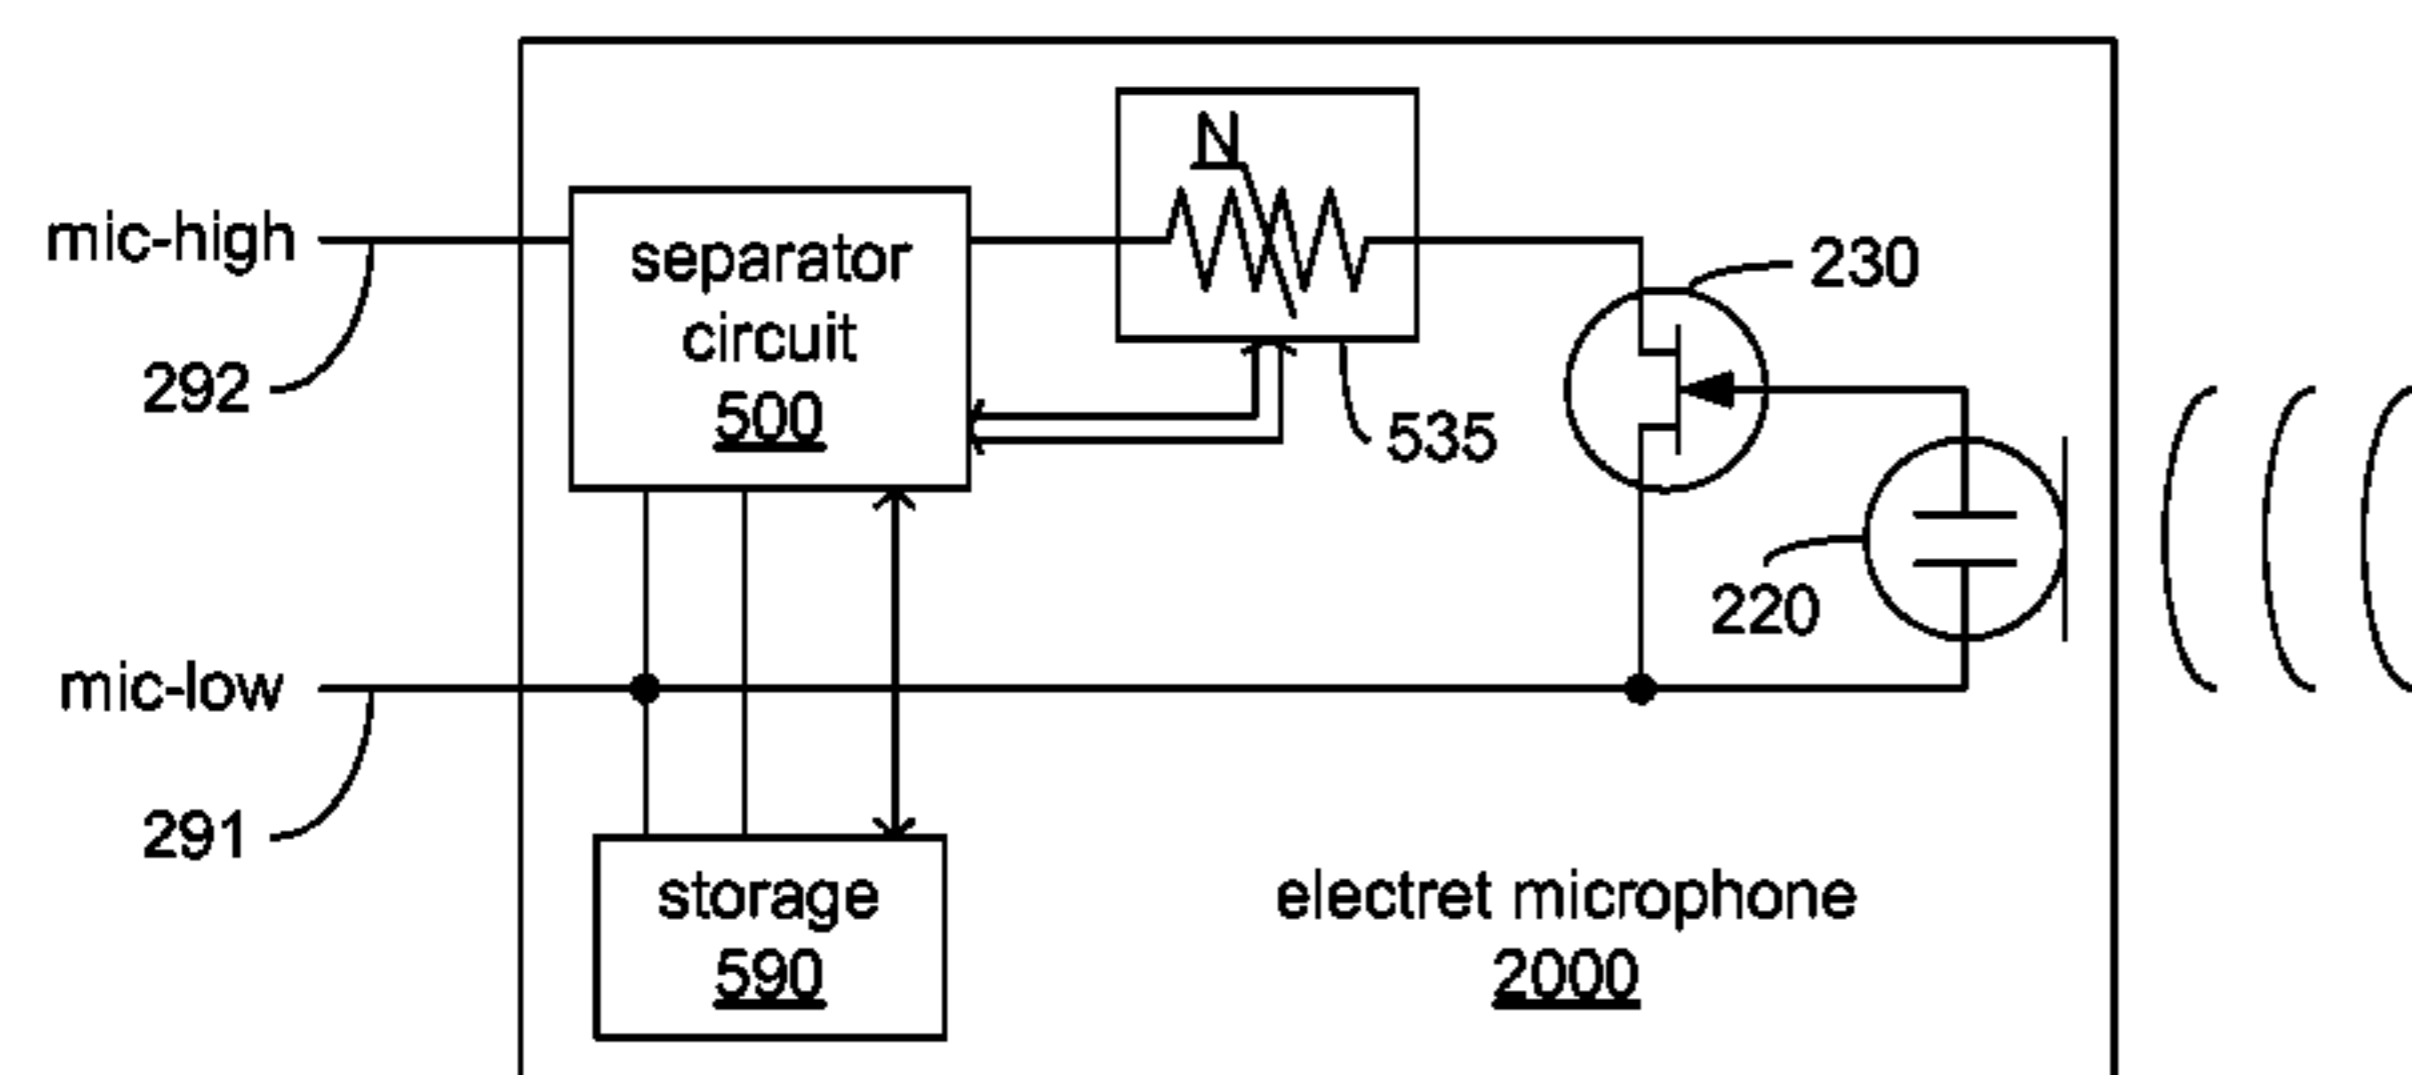 N
mic-high
separator
circuit
500
230
292
535
220
mic-low
291
storage
590
electret microphone
2000